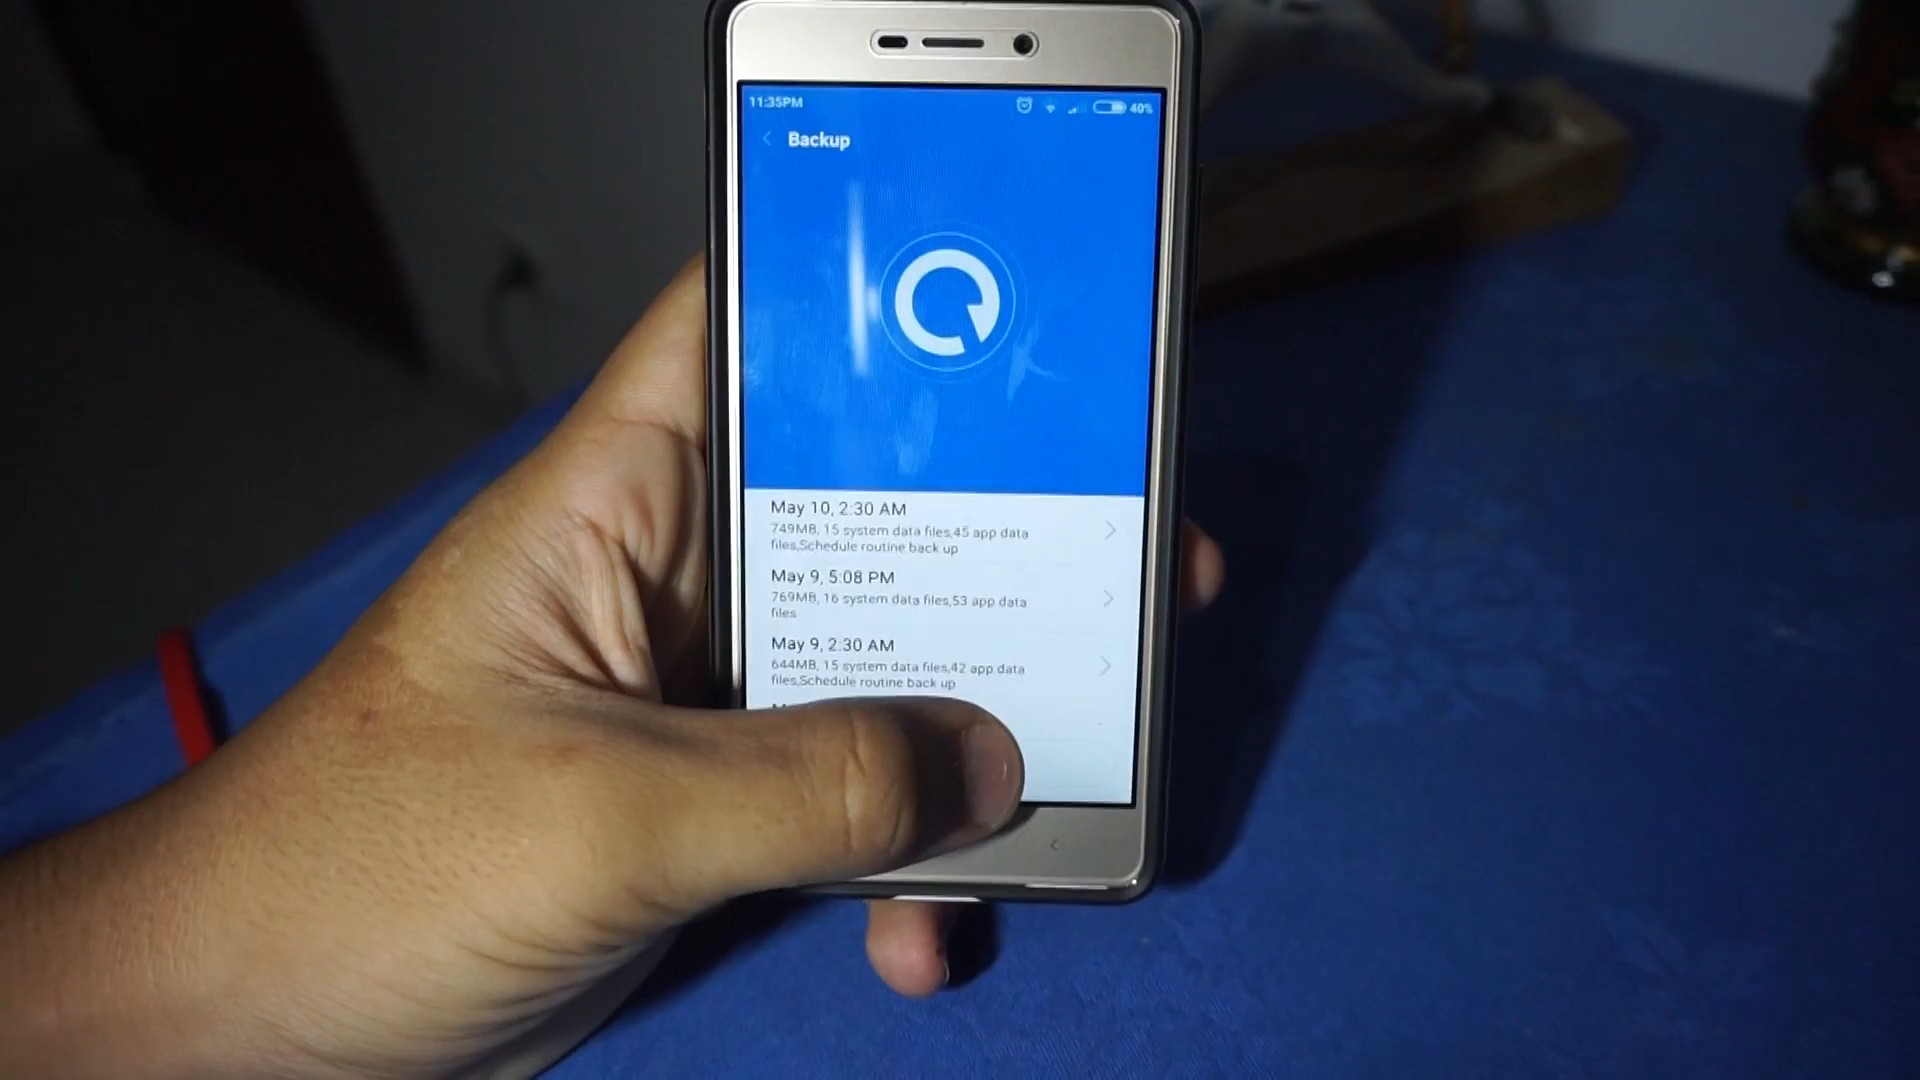 11:35PM
40%
Backup
May 10, 2:30 AM
749MB, 15 system data files,45 app data
files,Schedule routine back up
May 9, 5:08 PM
769MB, 16 system data files,53 app data
files
May 9, 2:30 AM
644MB, 15 system data files,42 app data
files,Schedule routine back up